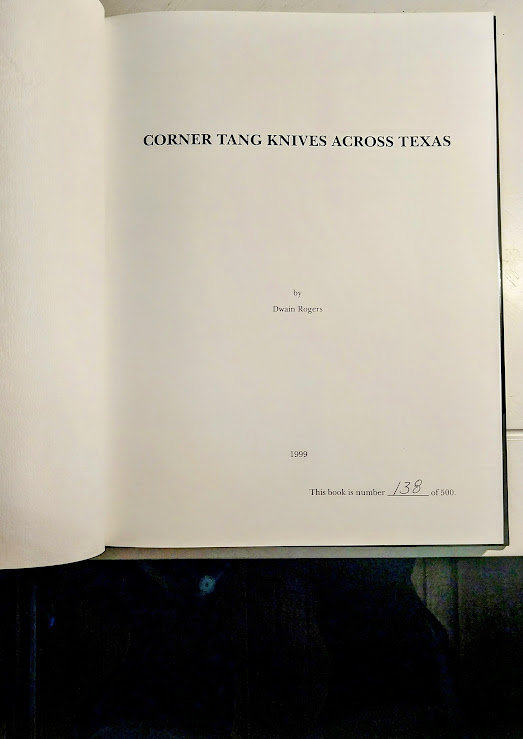 CORNER TANG KNIVES ACROSS TEXAS
by
Dwain Rogers
1999
This book is number 138 of 500.